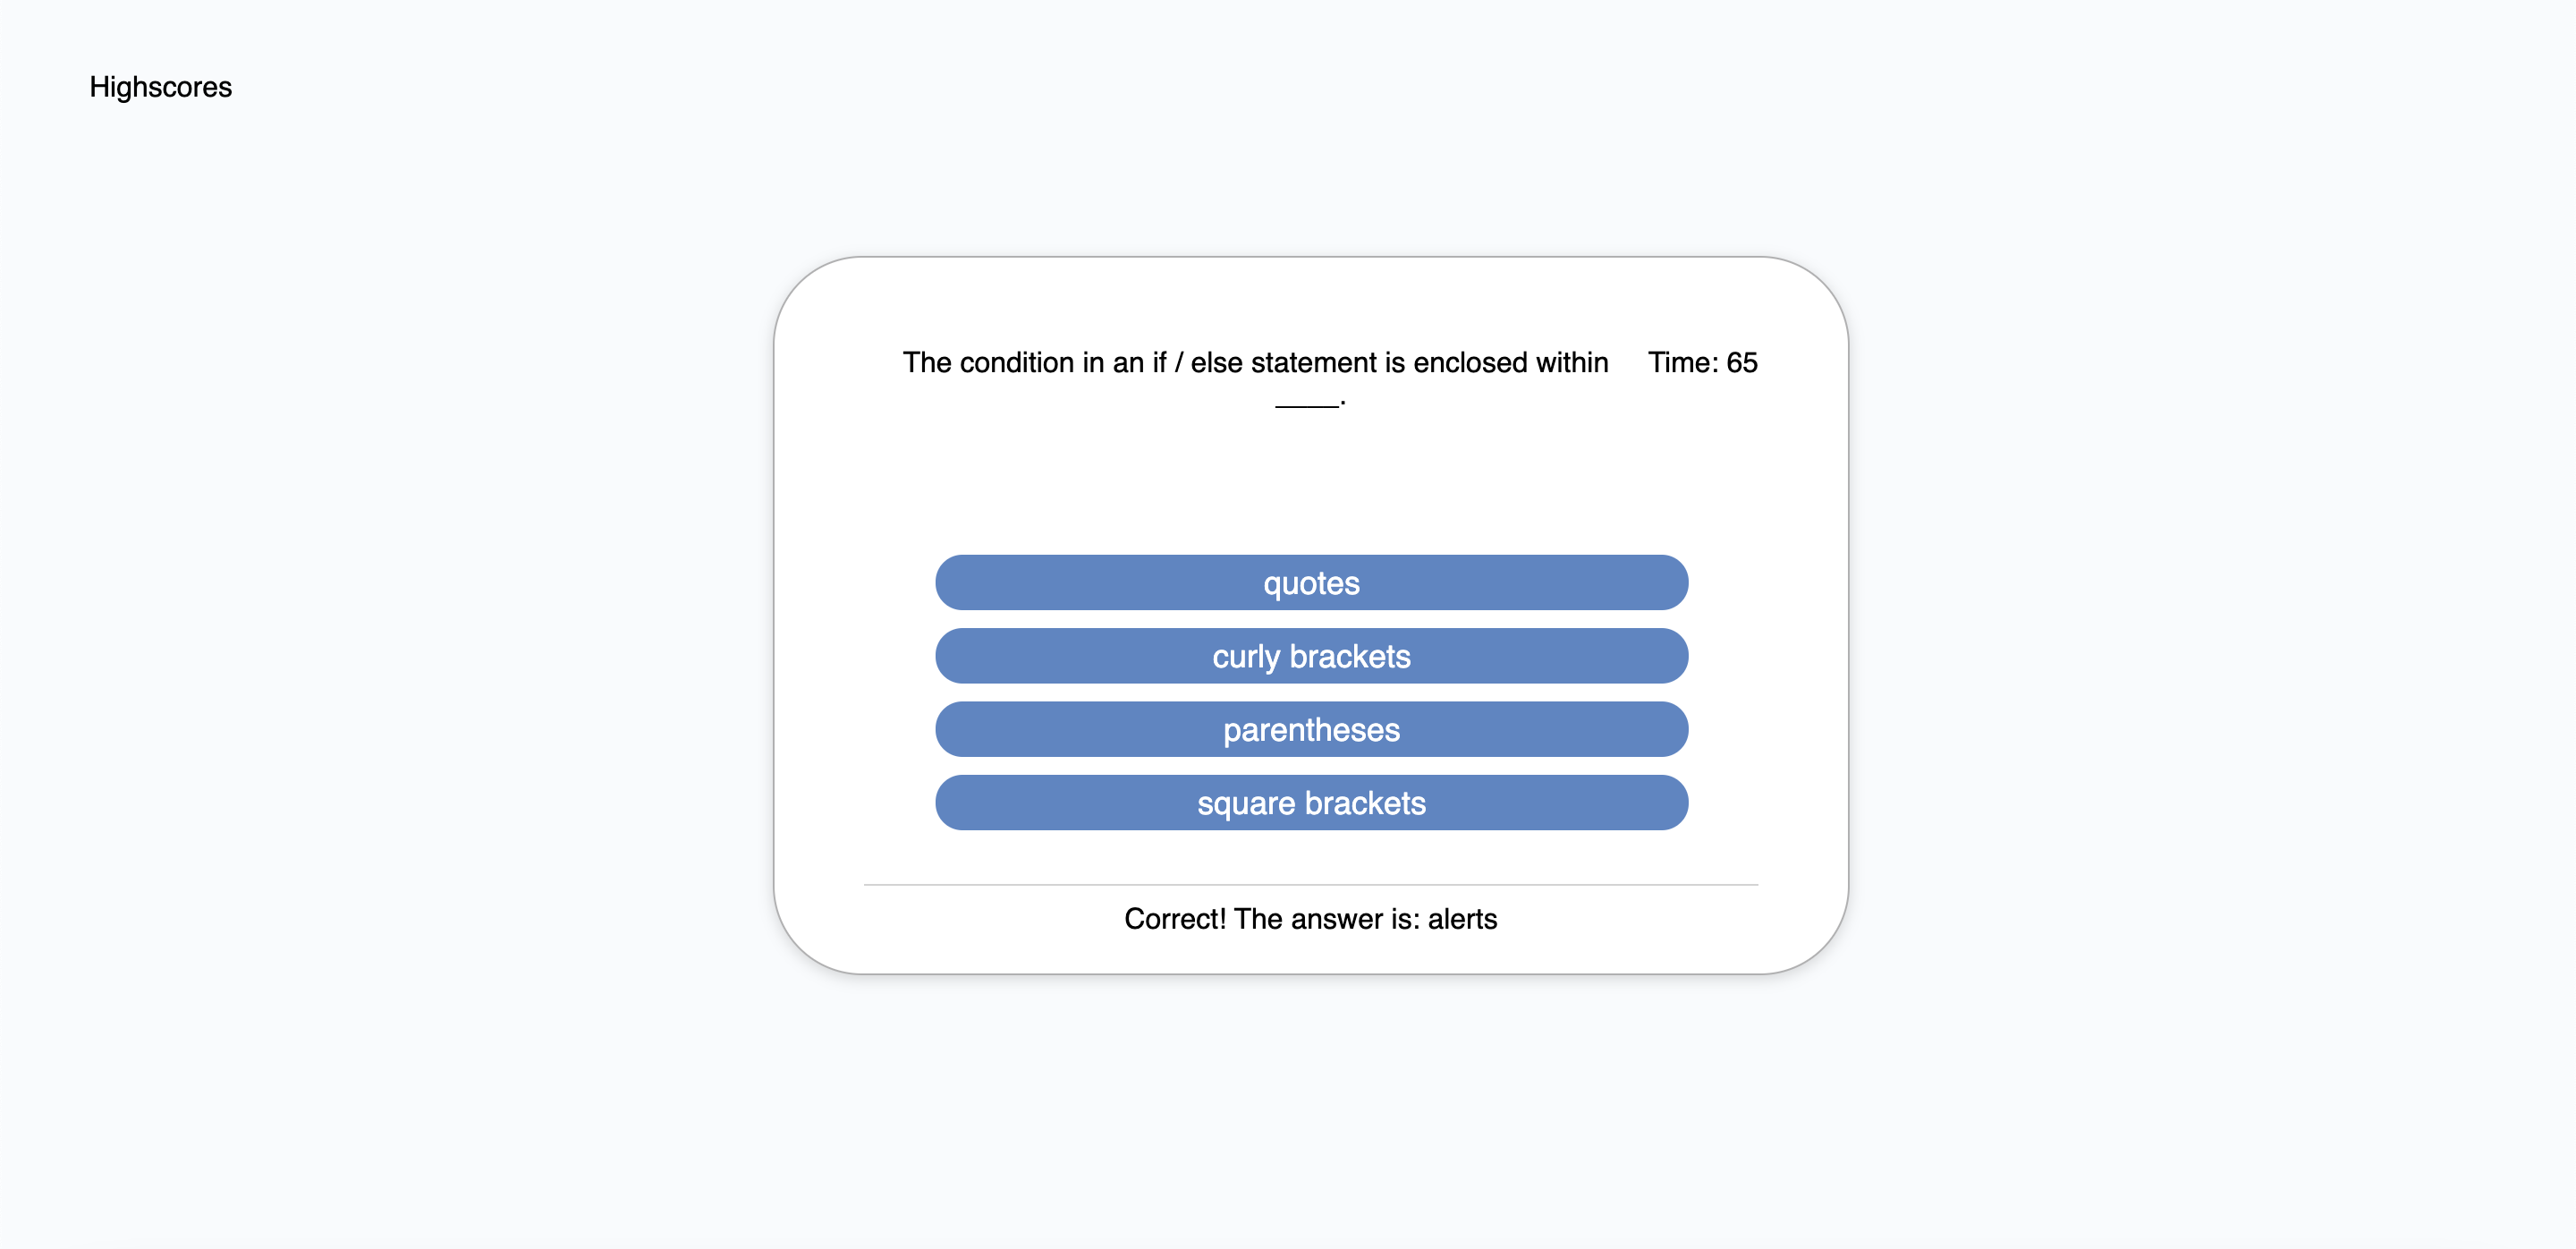 Highscores
The condition in an if / else statement is enclosed within
____.
Time: 65
quotes
curly brackets
parentheses
square brackets
Correct! The answer is: alerts